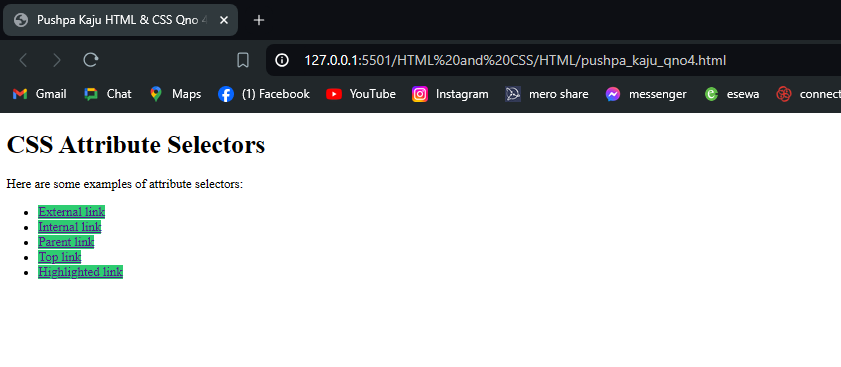 Pushpa Kaju HTML & CSS Qno 4
127.0.0.1:5501/HTML%20and%20CSS/HTML/pushpa_kaju_qno4.html
Gmail Chat Maps (1) Facebook YouTube Instagram mero share messenger esewa connect
CSS Attribute Selectors
Here are some examples of attribute selectors:
External link
Internal link
Parent link
Top link
Highlighted link